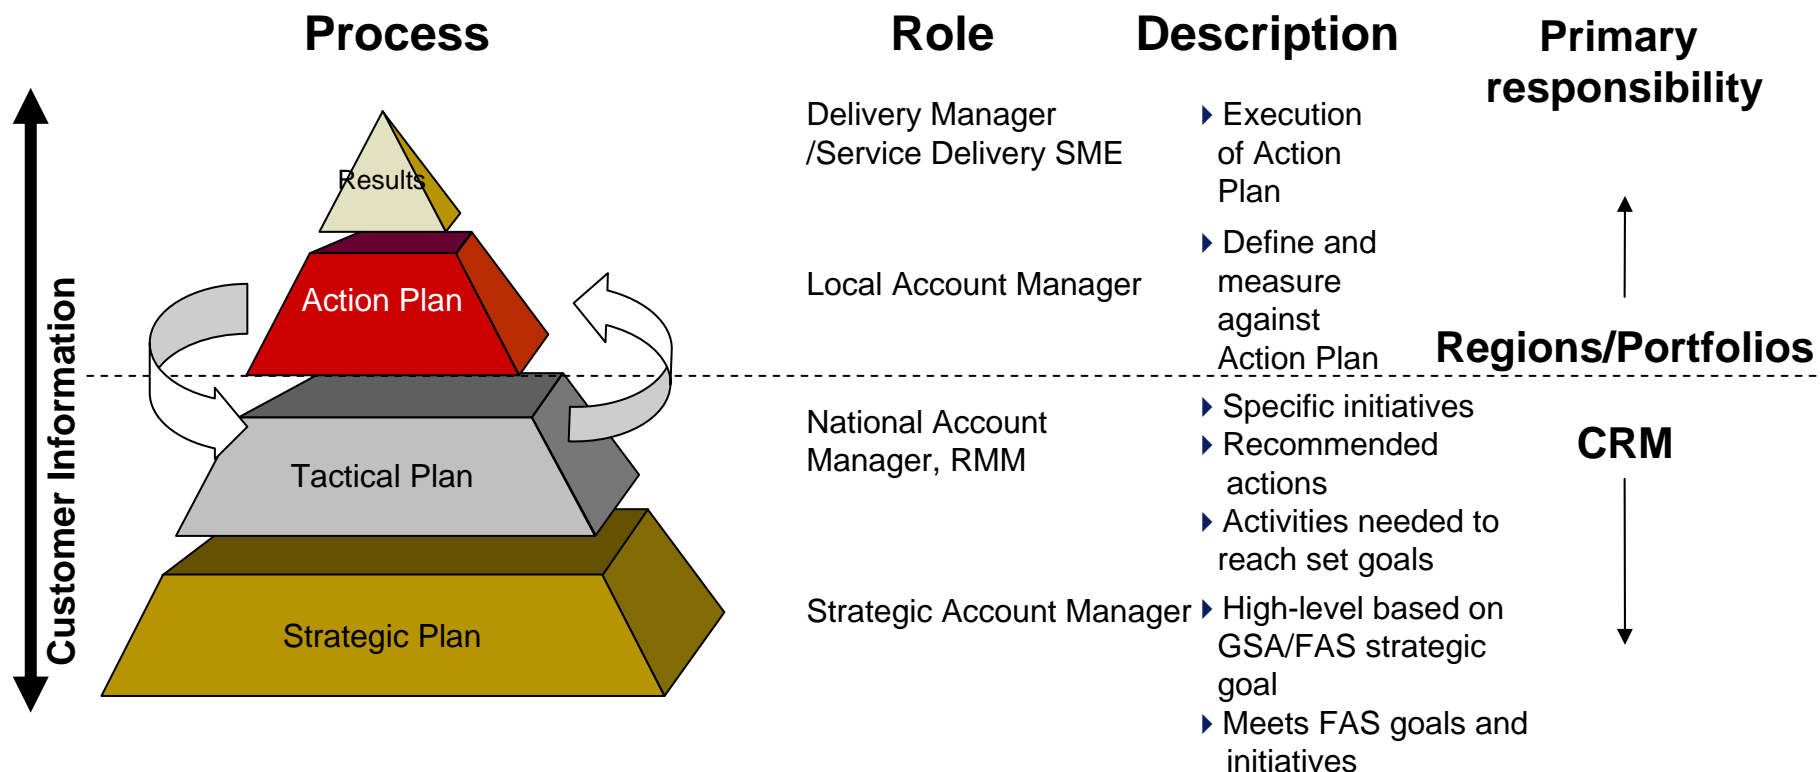 Process
Role
Description
Primary
responsibility
Customer Information
Results
Delivery Manager
/Service Delivery SME
Execution
of Action
Plan
Action Plan
Local Account Manager
Define and
measure
against
Action Plan
Regions/Portfolios
Tactical Plan
National Account
Manager, RMM
Specific initiatives
Recommended
actions
Activities needed to
reach set goals
CRM
Strategic Plan
Strategic Account Manager
High-level based on
GSA/FAS strategic
goal
Meets FAS goals and
initiatives